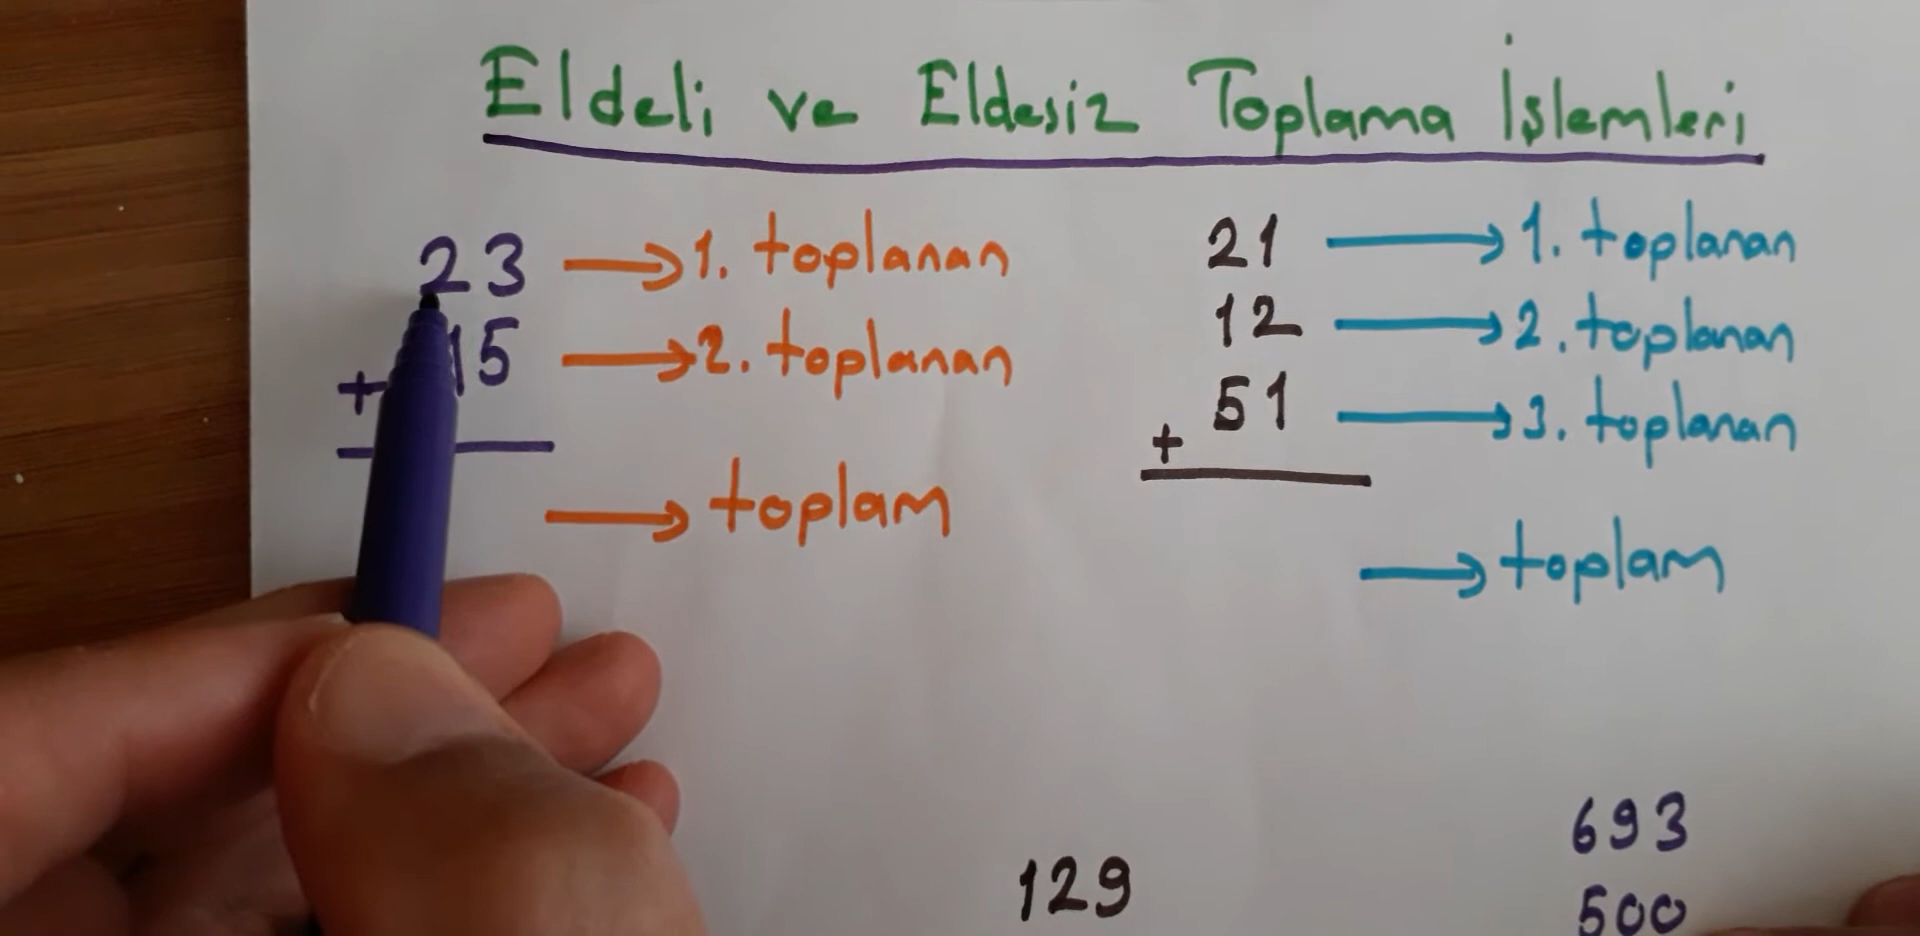 Eldeli ve Eldesiz Toplama İşlemleri
23 → 1. toplanan
+ 15 → 2. toplanan
→ toplam
21 → 1. toplanan
12 → 2. toplanan
+ 51 → 3. toplanan
→ toplam
129
693
500